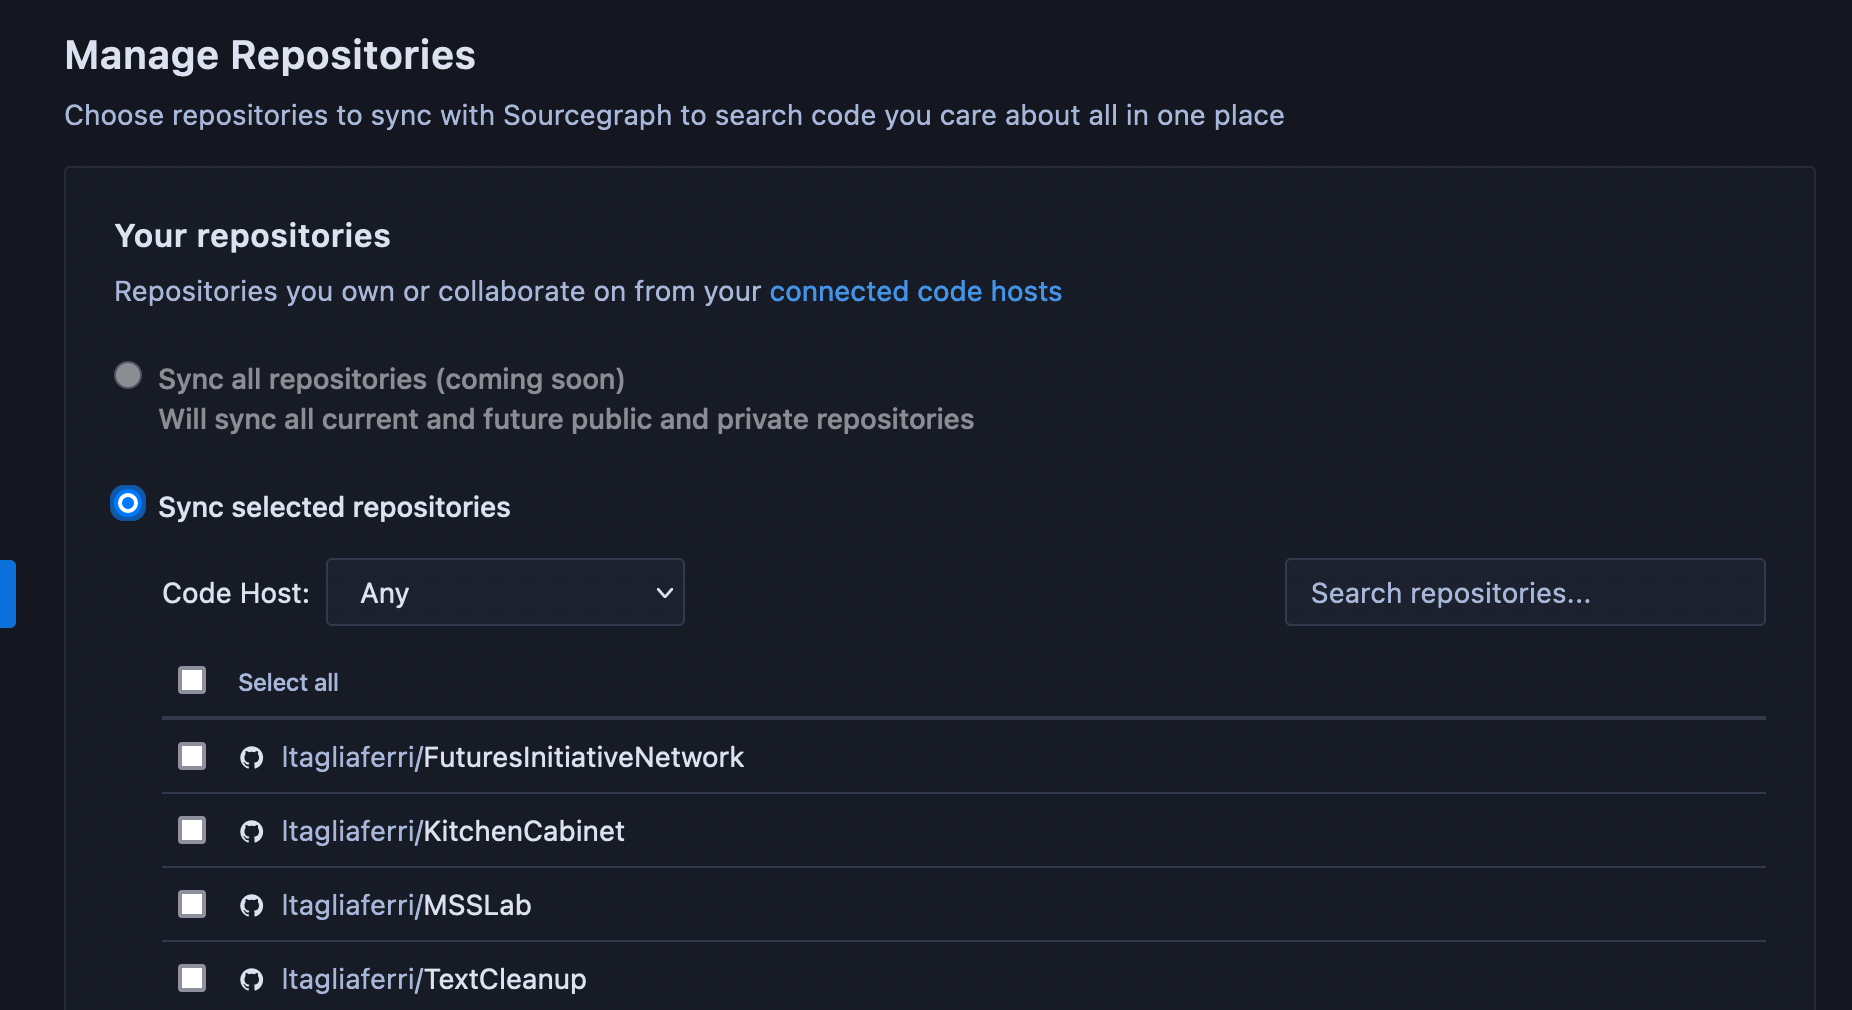 Manage Repositories
Choose repositories to sync with Sourcegraph to search code you care about all in one place
Your repositories
Repositories you own or collaborate on from your connected code hosts
Sync all repositories (coming soon)
Will sync all current and future public and private repositories
Sync selected repositories
Code Host: Any Search repositories...
Select all
ltagliaferri/FuturesInitiativeNetwork
ltagliaferri/KitchenCabinet
ltagliaferri/MSSLab
ltagliaferri/TextCleanup